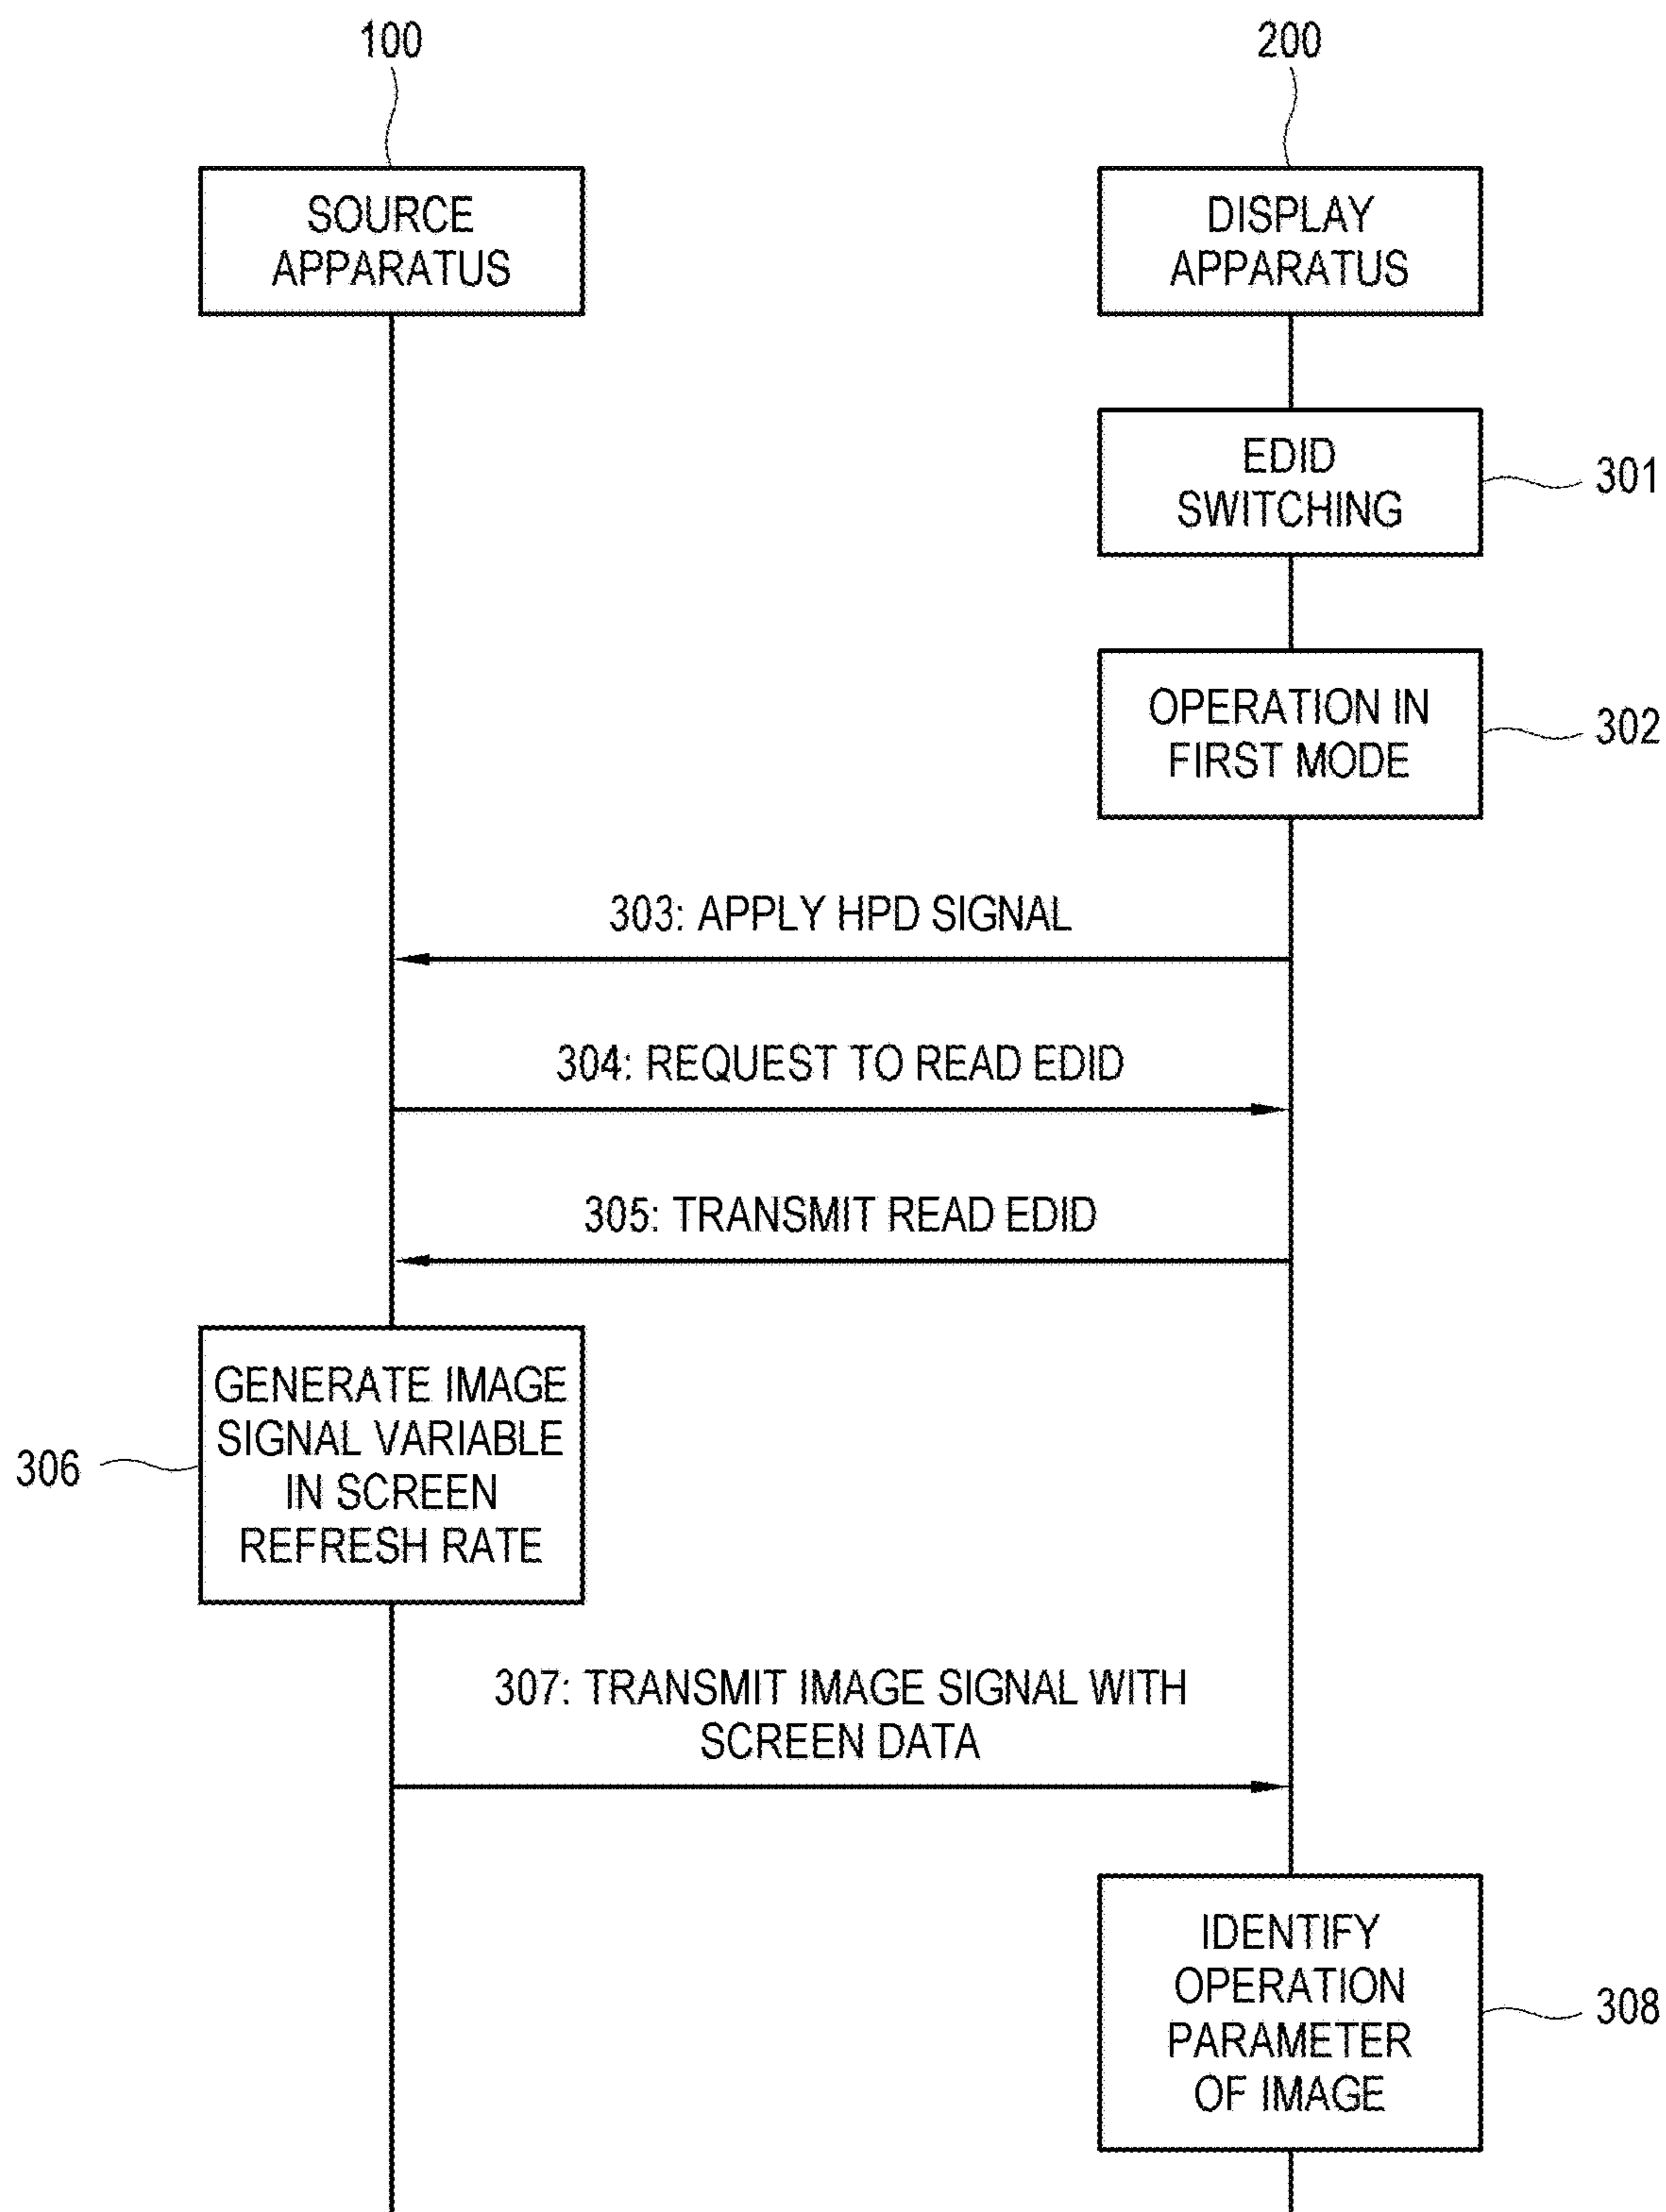 100
200
SOURCE
APPARATUS
DISPLAY
APPARATUS
EDID
SWITCHING
301
OPERATION IN
FIRST MODE
302
303: APPLY HPD SIGNAL
304: REQUEST TO READ EDID
305: TRANSMIT READ EDID
GENERATE IMAGE
SIGNAL VARIABLE
IN SCREEN
REFRESH RATE
306
307: TRANSMIT IMAGE SIGNAL WITH
SCREEN DATA
IDENTIFY
OPERATION
PARAMETER
OF IMAGE
308